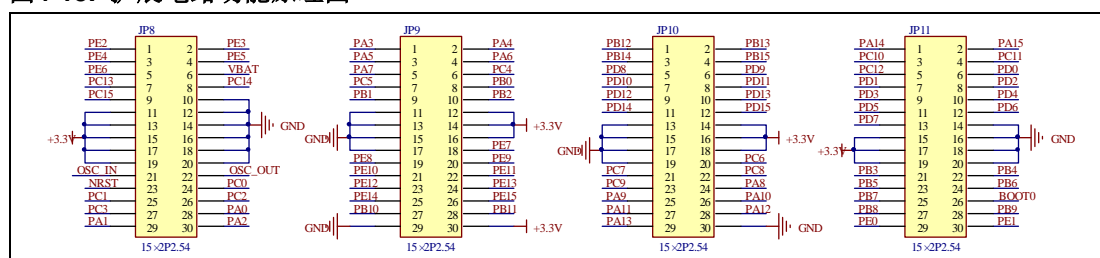 扩展电路功能原理图
JP8
PE2 1 2 PE3
PE4 3 4 PE5
PE6 5 6 VBAT
PC13 7 8 PC14
PC15 9 10
11 12
13 14 GND
+3.3V 15 16
17 18
19 20
OSC_IN 21 22 OSC_OUT
NRST 23 24 PC0
PC1 25 26 PC2
PC3 27 28 PA0
PA1 29 30 PA2
15×2P2.54
JP9
PA3 1 2 PA4
PA5 3 4 PA6
PA7 5 6 PC4
PC5 7 8 PB0
PB1 9 10 PB2
11 12
13 14 +3.3V
GND 15 16
17 18 PE7
PE8 19 20 PE9
PE10 21 22 PE11
PE12 23 24 PE13
PE14 25 26 PE15
PB10 27 28 PB11
GND 29 30 +3.3V
15×2P2.54
JP10
PB12 1 2 PB13
PB14 3 4 PB15
PD8 5 6 PD9
PD10 7 8 PD11
PD12 9 10 PD13
PD14 11 12 PD15
13 14
15 16 +3.3V
GND 17 18
19 20 PC6
PC7 21 22 PC8
PC9 23 24 PA8
PA9 25 26 PA10
PA11 27 28 PA12
PA13 29 30 GND
15×2P2.54
JP11
PA14 1 2 PA15
PC10 3 4 PC11
PC12 5 6 PD0
PD1 7 8 PD2
PD3 9 10 PD4
PD5 11 12 PD6
PD7 13 14
15 16 GND
+3.3V 17 18
19 20
PB3 21 22 PB4
PB5 23 24 PB6
PB7 25 26 BOOT0
PB8 27 28 PB9
PE0 29 30 PE1
15×2P2.54